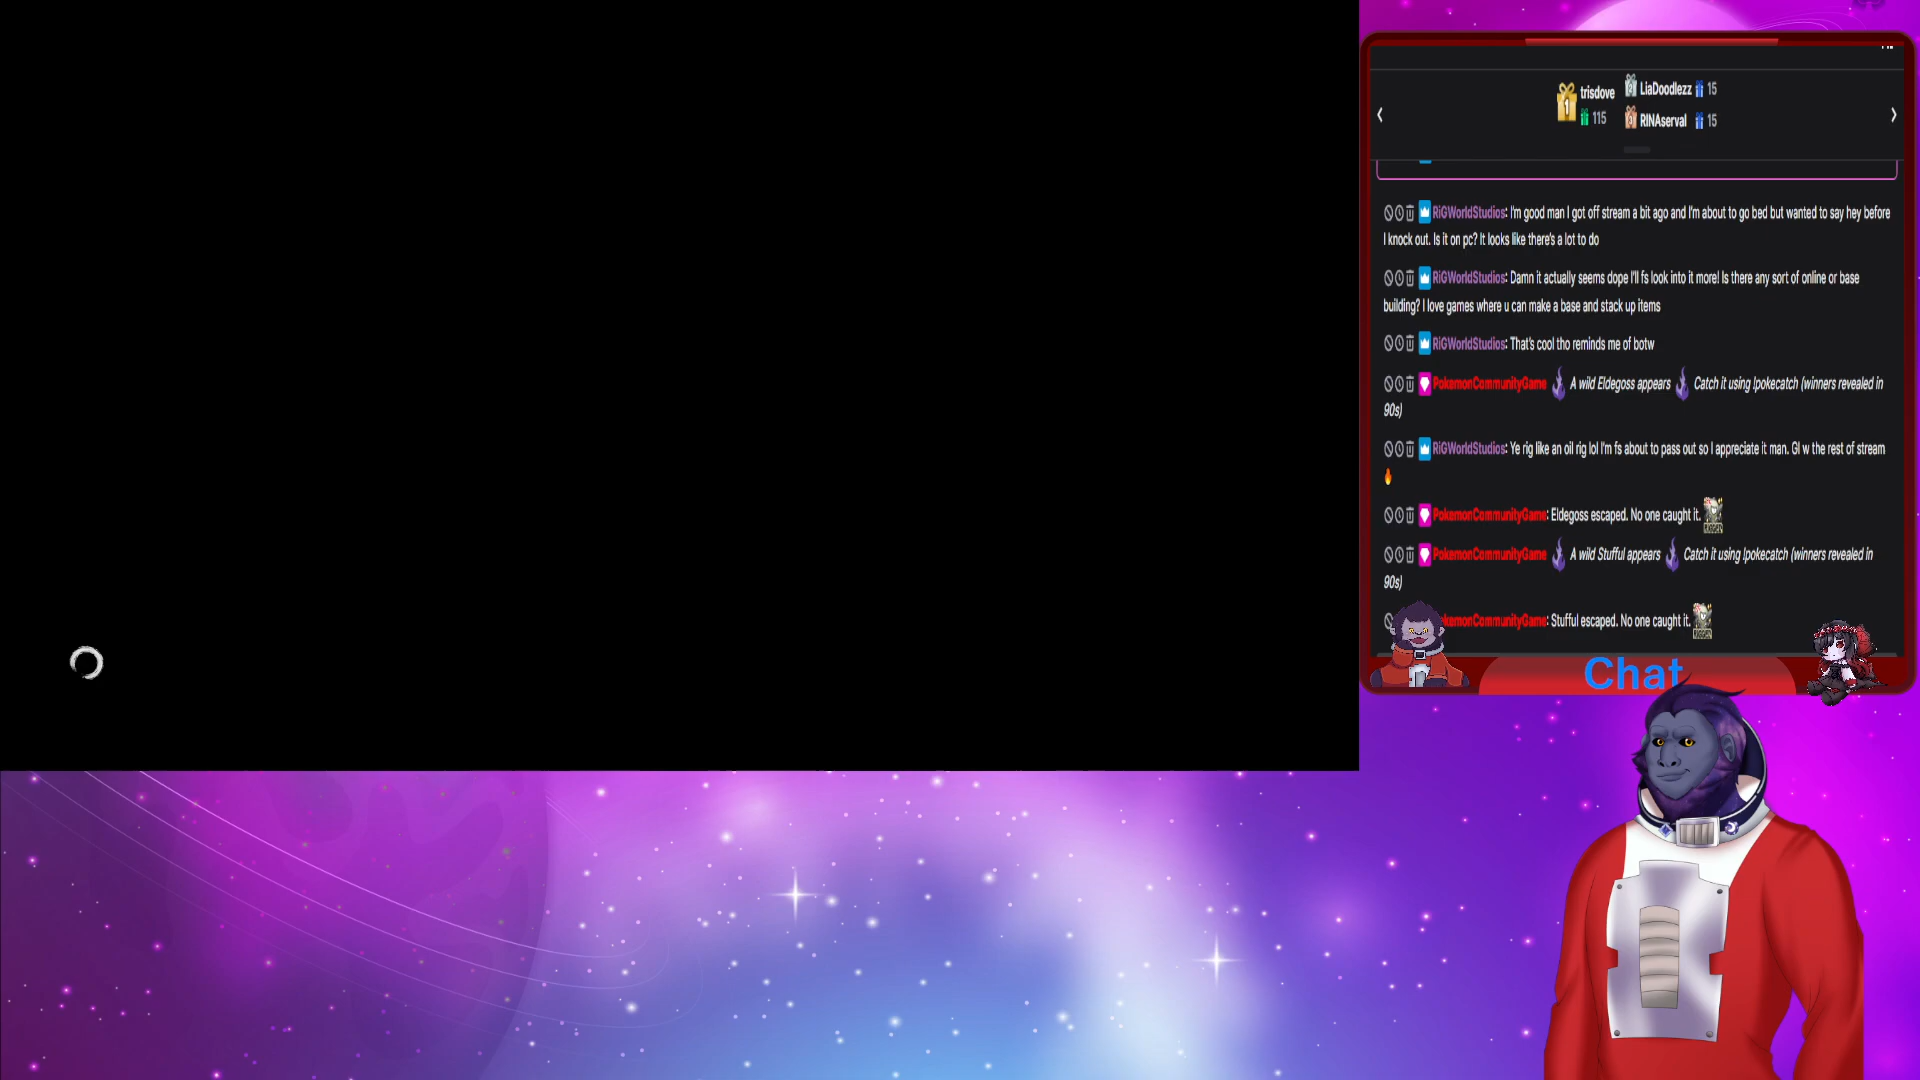 trisdove
115
LiaDoodlezz 15
RINAserval 15
RiGWorldStudios: I'm good man I got off stream a bit ago and I'm about to go bed but wanted to say hey before
I knock out. Is it on pc? It looks like there's a lot to do
RiGWorldStudios: Damn it actually seems dope I'll fs look into it more! Is there any sort of online or base
building? I love games where u can make a base and stack up items
RiGWorldStudios: That's cool tho reminds me of botw
PokemonCommunityGame A wild Eldegoss appears Catch it using !pokecatch (winners revealed in
90s)
RiGWorldStudios: Ye rig like an oil rig lol I'm fs about to pass out so I appreciate it man. Gl w the rest of stream
PokemonCommunityGame: Eldegoss escaped. No one caught it.
PokemonCommunityGame A wild Stufful appears Catch it using !pokecatch (winners revealed in
90s)
kemonCommunityGame: Stufful escaped. No one caught it.
Chat